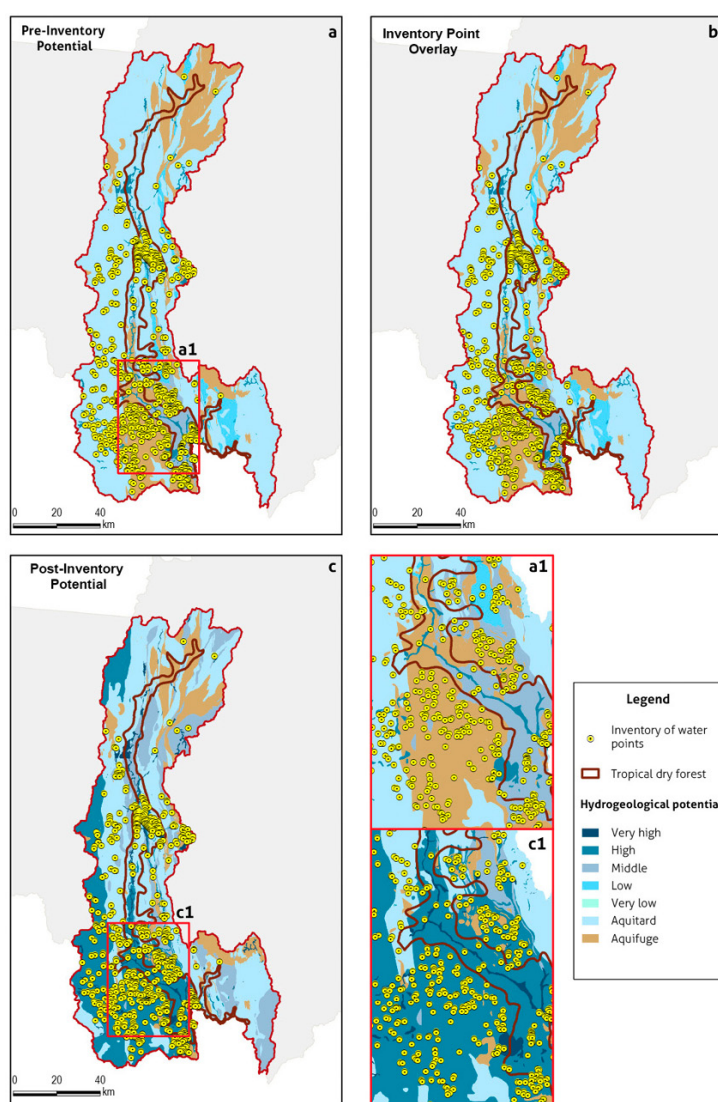 Pre-Inventory
Potential
a
a1
0 20 40
km
Inventory Point
Overlay
b
0 20 40
km
Post-Inventory
Potential
c
c1
0 20 40
km
a1
c1
Legend
Inventory of water
points
Tropical dry forest
Hydrogeological potential
Very high
High
Middle
Low
Very low
Aquitard
Aquifuge